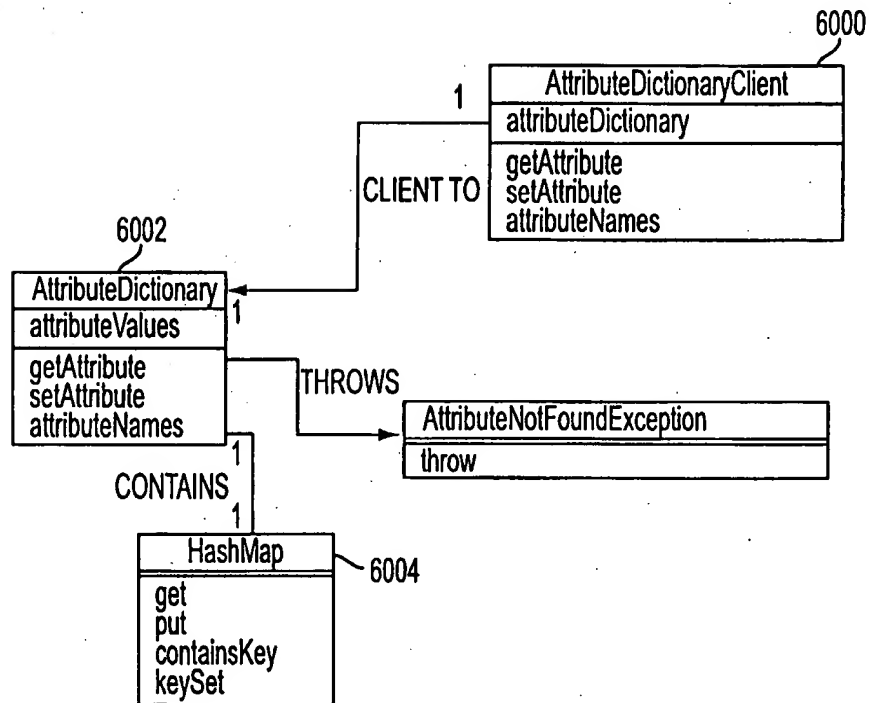 6000
AttributeDictionaryClient
1
attributeDictionary
getAttribute
setAttribute
attributeNames
CLIENT TO
6002
AttributeDictionary
1
attributeValues
getAttribute
setAttribute
attributeNames
THROWS
AttributeNotFoundException
throw
1
CONTAINS
1
HashMap
6004
get
put
containsKey
keySet